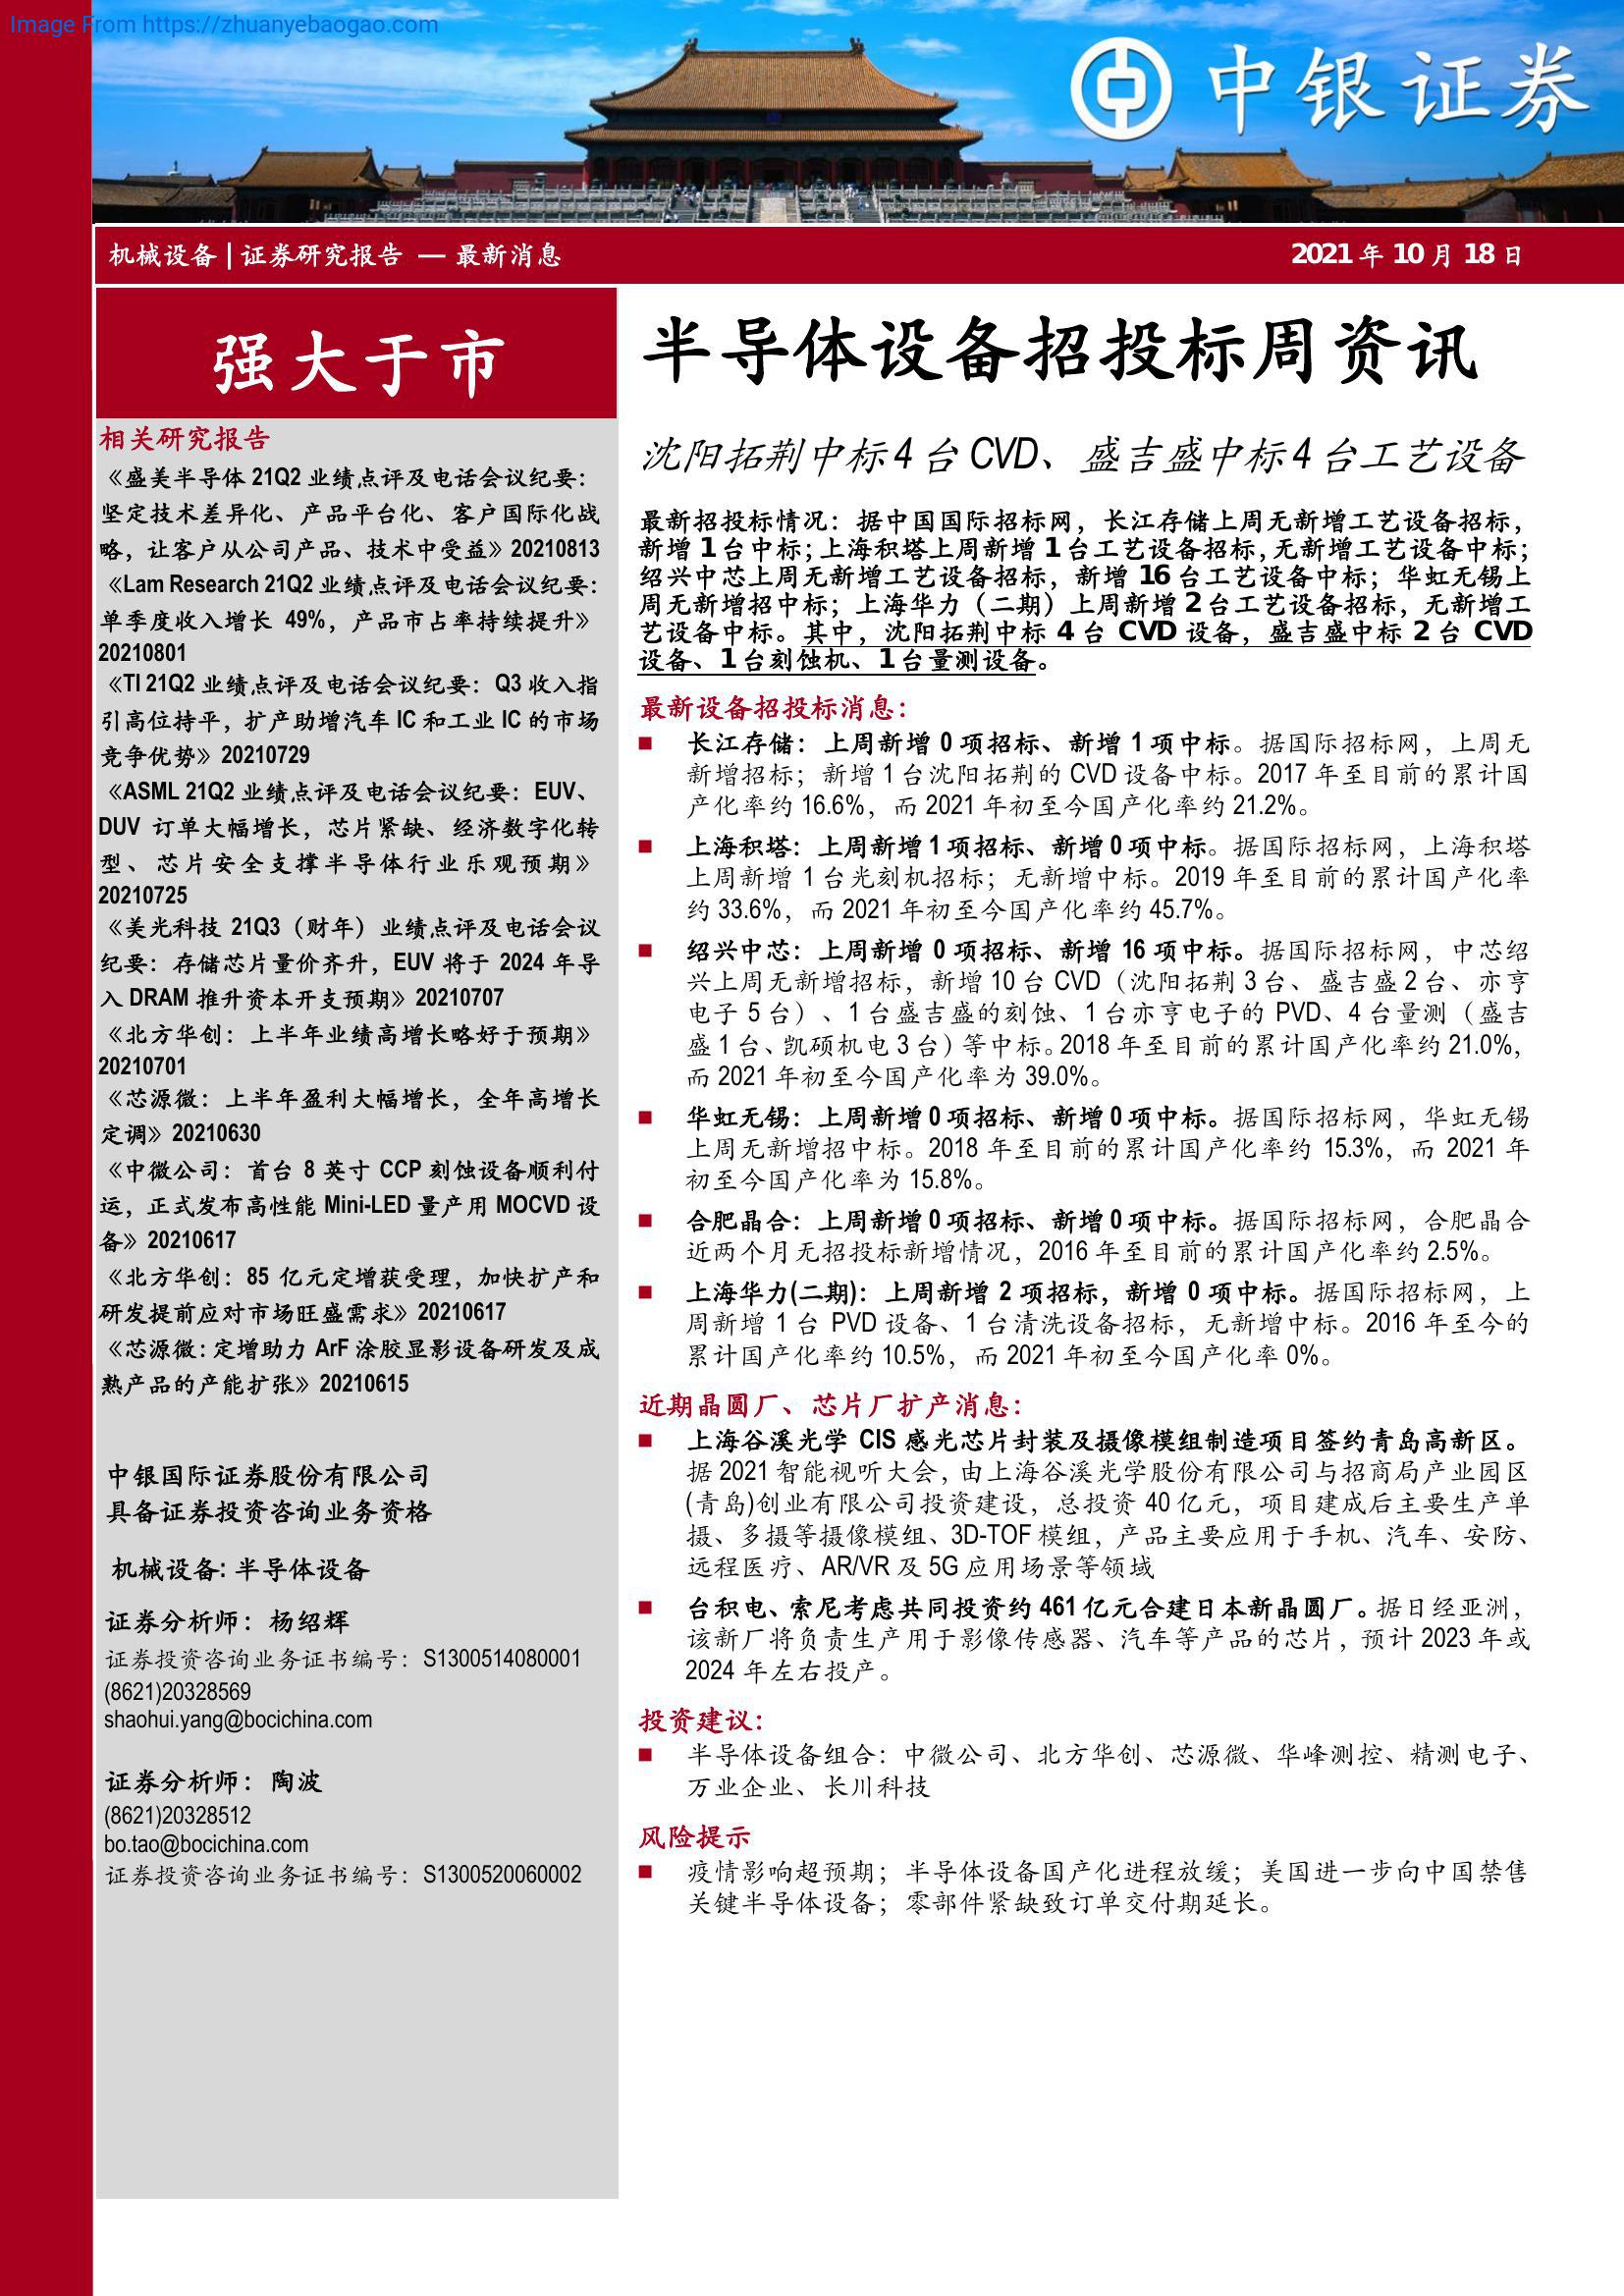 Image From https://zhuanyebaogao.com
中银证券
机械设备 | 证券研究报告 — 最新消息
2021 年 10 月 18 日
强大于市
相关研究报告
《盛美半导体 21Q2 业绩点评及电话会议纪要：
坚定技术差异化、产品平台化、客户国际化战
略，让客户从公司产品、技术中受益》20210813
《Lam Research 21Q2 业绩点评及电话会议纪要：
单季度收入增长 49%，产品市占率持续提升》
20210801
《TI 21Q2 业绩点评及电话会议纪要：Q3 收入指
引高位持平，扩产助增汽车 IC 和工业 IC 的市场
竞争优势》20210729
《ASML 21Q2 业绩点评及电话会议纪要：EUV、
DUV 订单大幅增长，芯片紧缺、经济数字化转
型、芯片安全支撑半导体行业乐观预期》
20210725
《美光科技 21Q3（财年）业绩点评及电话会议
纪要：存储芯片量价齐升，EUV 将于 2024 年导
入 DRAM 推升资本开支预期》20210707
《北方华创：上半年业绩高增长略好于预期》
20210701
《芯源微：上半年盈利大幅增长，全年高增长
定调》20210630
《中微公司：首台 8 英寸 CCP 刻蚀设备顺利付
运，正式发布高性能 Mini-LED 量产用 MOCVD 设
备》20210617
《北方华创：85 亿元定增获受理，加快扩产和
研发提前应对市场旺盛需求》20210617
《芯源微：定增助力 ArF 涂胶显影设备研发及成
熟产品的产能扩张》20210615
中银国际证券股份有限公司
具备证券投资咨询业务资格
机械设备: 半导体设备
证券分析师：杨绍辉
证券投资咨询业务证书编号：S1300514080001
(8621)20328569
shaohui.yang@bocichina.com
证券分析师：陶波
(8621)20328512
bo.tao@bocichina.com
证券投资咨询业务证书编号：S1300520060002
半导体设备招投标周资讯
沈阳拓荆中标 4 台 CVD、盛吉盛中标 4 台工艺设备
最新招投标情况：据中国国际招标网，长江存储上周无新增工艺设备招标，
新增 1 台中标；上海积塔上周新增 1 台工艺设备招标，无新增工艺设备中标；
绍兴中芯上周无新增工艺设备招标，新增 16 台工艺设备中标；华虹无锡上
周无新增招中标；上海华力（二期）上周新增 2 台工艺设备招标，无新增工
艺设备中标。其中，沈阳拓荆中标 4 台 CVD 设备，盛吉盛中标 2 台 CVD
设备、1 台刻蚀机、1 台量测设备。
最新设备招投标消息：
■ 长江存储：上周新增 0 项招标、新增 1 项中标。据国际招标网，上周无
新增招标；新增 1 台沈阳拓荆的 CVD 设备中标。2017 年至目前的累计国
产化率约 16.6%，而 2021 年初至今国产化率约 21.2%。
■ 上海积塔：上周新增 1 项招标、新增 0 项中标。据国际招标网，上海积塔
上周新增 1 台光刻机招标；无新增中标。2019 年至目前的累计国产化率
约 33.6%，而 2021 年初至今国产化率约 45.7%。
■ 绍兴中芯：上周新增 0 项招标、新增 16 项中标。据国际招标网，中芯绍
兴上周无新增招标，新增 10 台 CVD（沈阳拓荆 3 台、盛吉盛 2 台、亦亨
电子 5 台）、1 台盛吉盛的刻蚀、1 台亦亨电子的 PVD、4 台量测（盛吉
盛 1 台、凯硕机电 3 台）等中标。2018 年至目前的累计国产化率约 21.0%，
而 2021 年初至今国产化率为 39.0%。
■ 华虹无锡：上周新增 0 项招标、新增 0 项中标。据国际招标网，华虹无锡
上周无新增招中标。2018 年至目前的累计国产化率约 15.3%，而 2021 年
初至今国产化率为 15.8%。
■ 合肥晶合：上周新增 0 项招标、新增 0 项中标。据国际招标网，合肥晶合
近两个月无招投标新增情况，2016 年至目前的累计国产化率约 2.5%。
■ 上海华力(二期)：上周新增 2 项招标，新增 0 项中标。据国际招标网，上
周新增 1 台 PVD 设备、1 台清洗设备招标，无新增中标。2016 年至今的
累计国产化率约 10.5%，而 2021 年初至今国产化率 0%。
近期晶圆厂、芯片厂扩产消息：
■ 上海谷溪光学 CIS 感光芯片封装及摄像模组制造项目签约青岛高新区。
据 2021 智能视听大会，由上海谷溪光学股份有限公司与招商局产业园区
(青岛)创业有限公司投资建设，总投资 40 亿元，项目建成后主要生产单
摄、多摄等摄像模组、3D-TOF 模组，产品主要应用于手机、汽车、安防、
远程医疗、AR/VR 及 5G 应用场景等领域
■ 台积电、索尼考虑共同投资约 461 亿元合建日本新晶圆厂。据日经亚洲，
该新厂将负责生产用于影像传感器、汽车等产品的芯片，预计 2023 年或
2024 年左右投产。
投资建议：
■ 半导体设备组合：中微公司、北方华创、芯源微、华峰测控、精测电子、
万业企业、长川科技
风险提示
■ 疫情影响超预期；半导体设备国产化进程放缓；美国进一步向中国禁售
关键半导体设备；零部件紧缺致订单交付期延长。